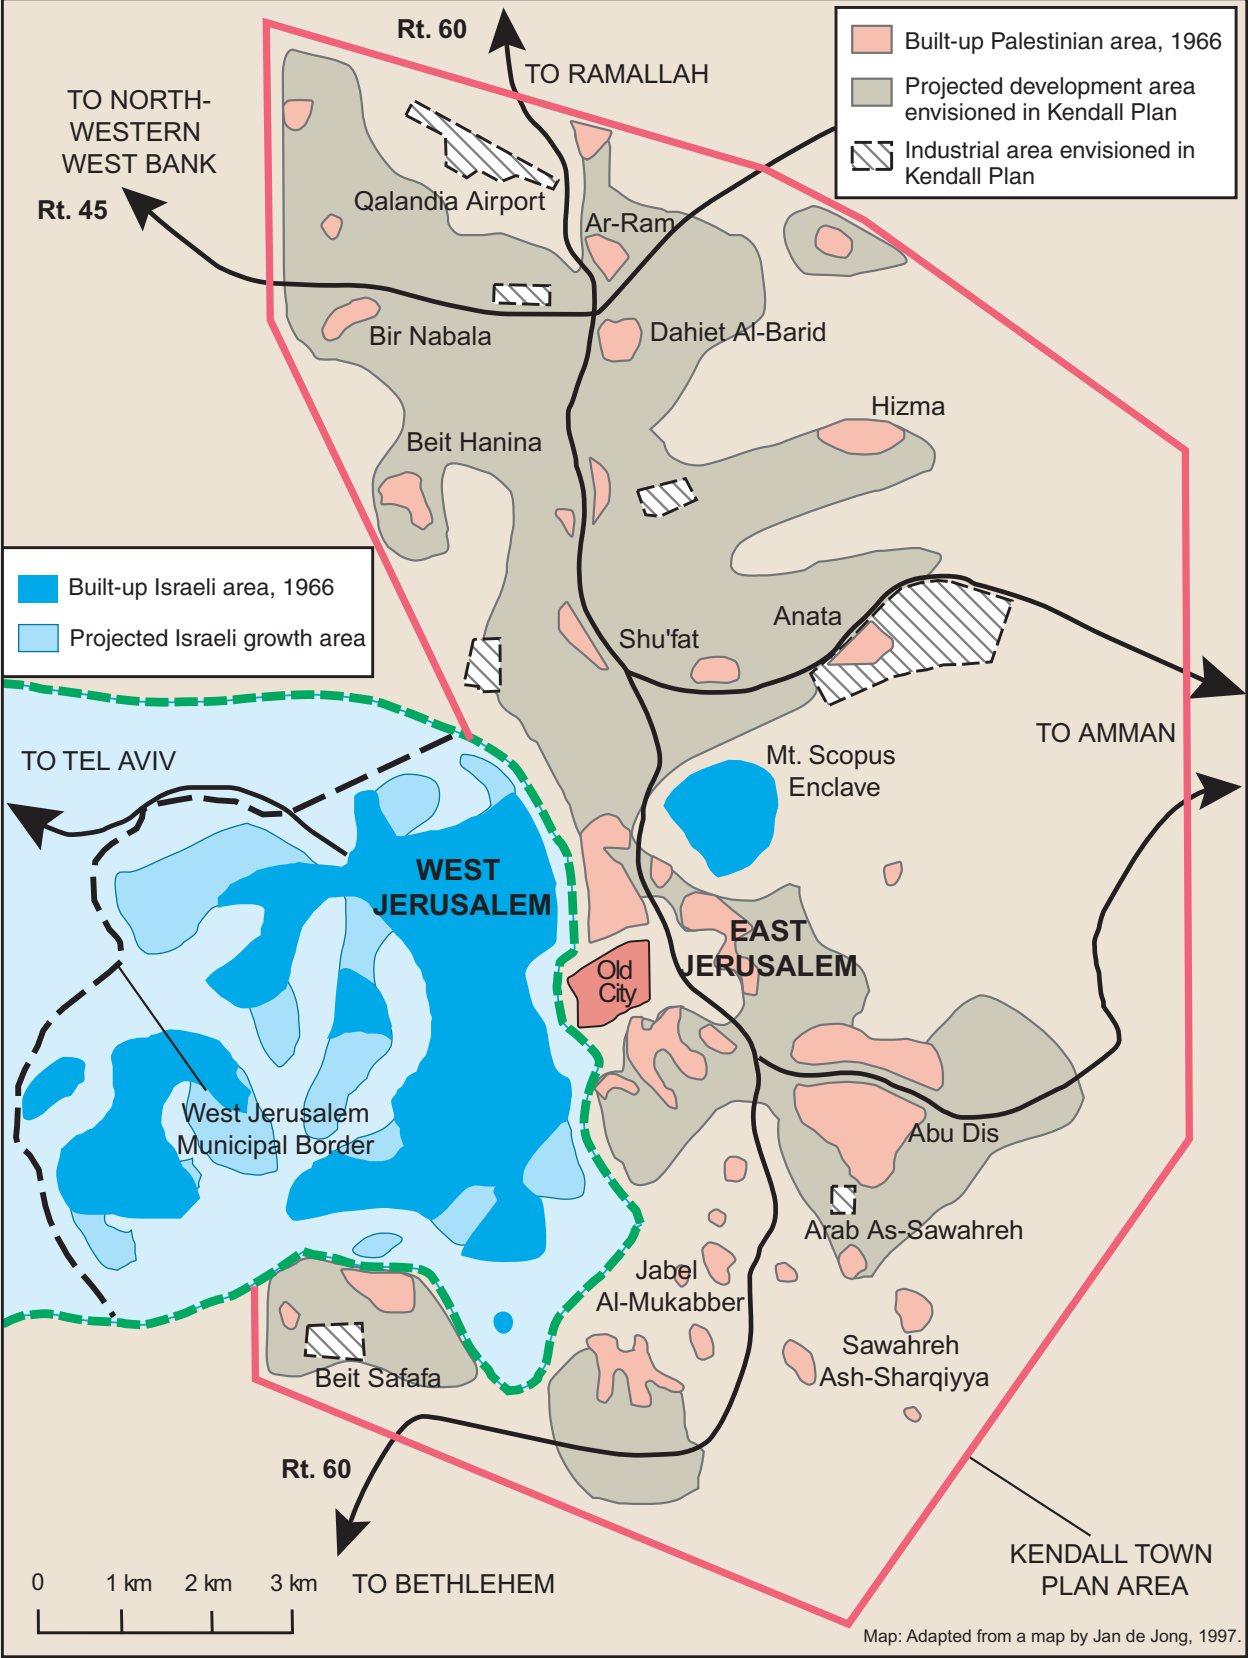 Rt. 60
TO RAMALLAH
Built-up Palestinian area, 1966
Projected development area
envisioned in Kendall Plan
Industrial area envisioned in
Kendall Plan
TO NORTH-
WESTERN
WEST BANK
Rt. 45
Qalandia Airport
Ar-Ram
Bir Nabala
Dahiet Al-Barid
Hizma
Beit Hanina
Built-up Israeli area, 1966
Projected Israeli growth area
Anata
Shu'fat
TO AMMAN
TO TEL AVIV
Mt. Scopus
Enclave
WEST
JERUSALEM
EAST
JERUSALEM
Old
City
West Jerusalem
Municipal Border
Abu Dis
Arab As-Sawahreh
Jabel
Al-Mukabber
Sawahreh
Ash-Sharqiyya
Beit Safafa
Rt. 60
KENDALL TOWN
PLAN AREA
0 1 km 2 km 3 km
TO BETHLEHEM
Map: Adapted from a map by Jan de Jong, 1997.